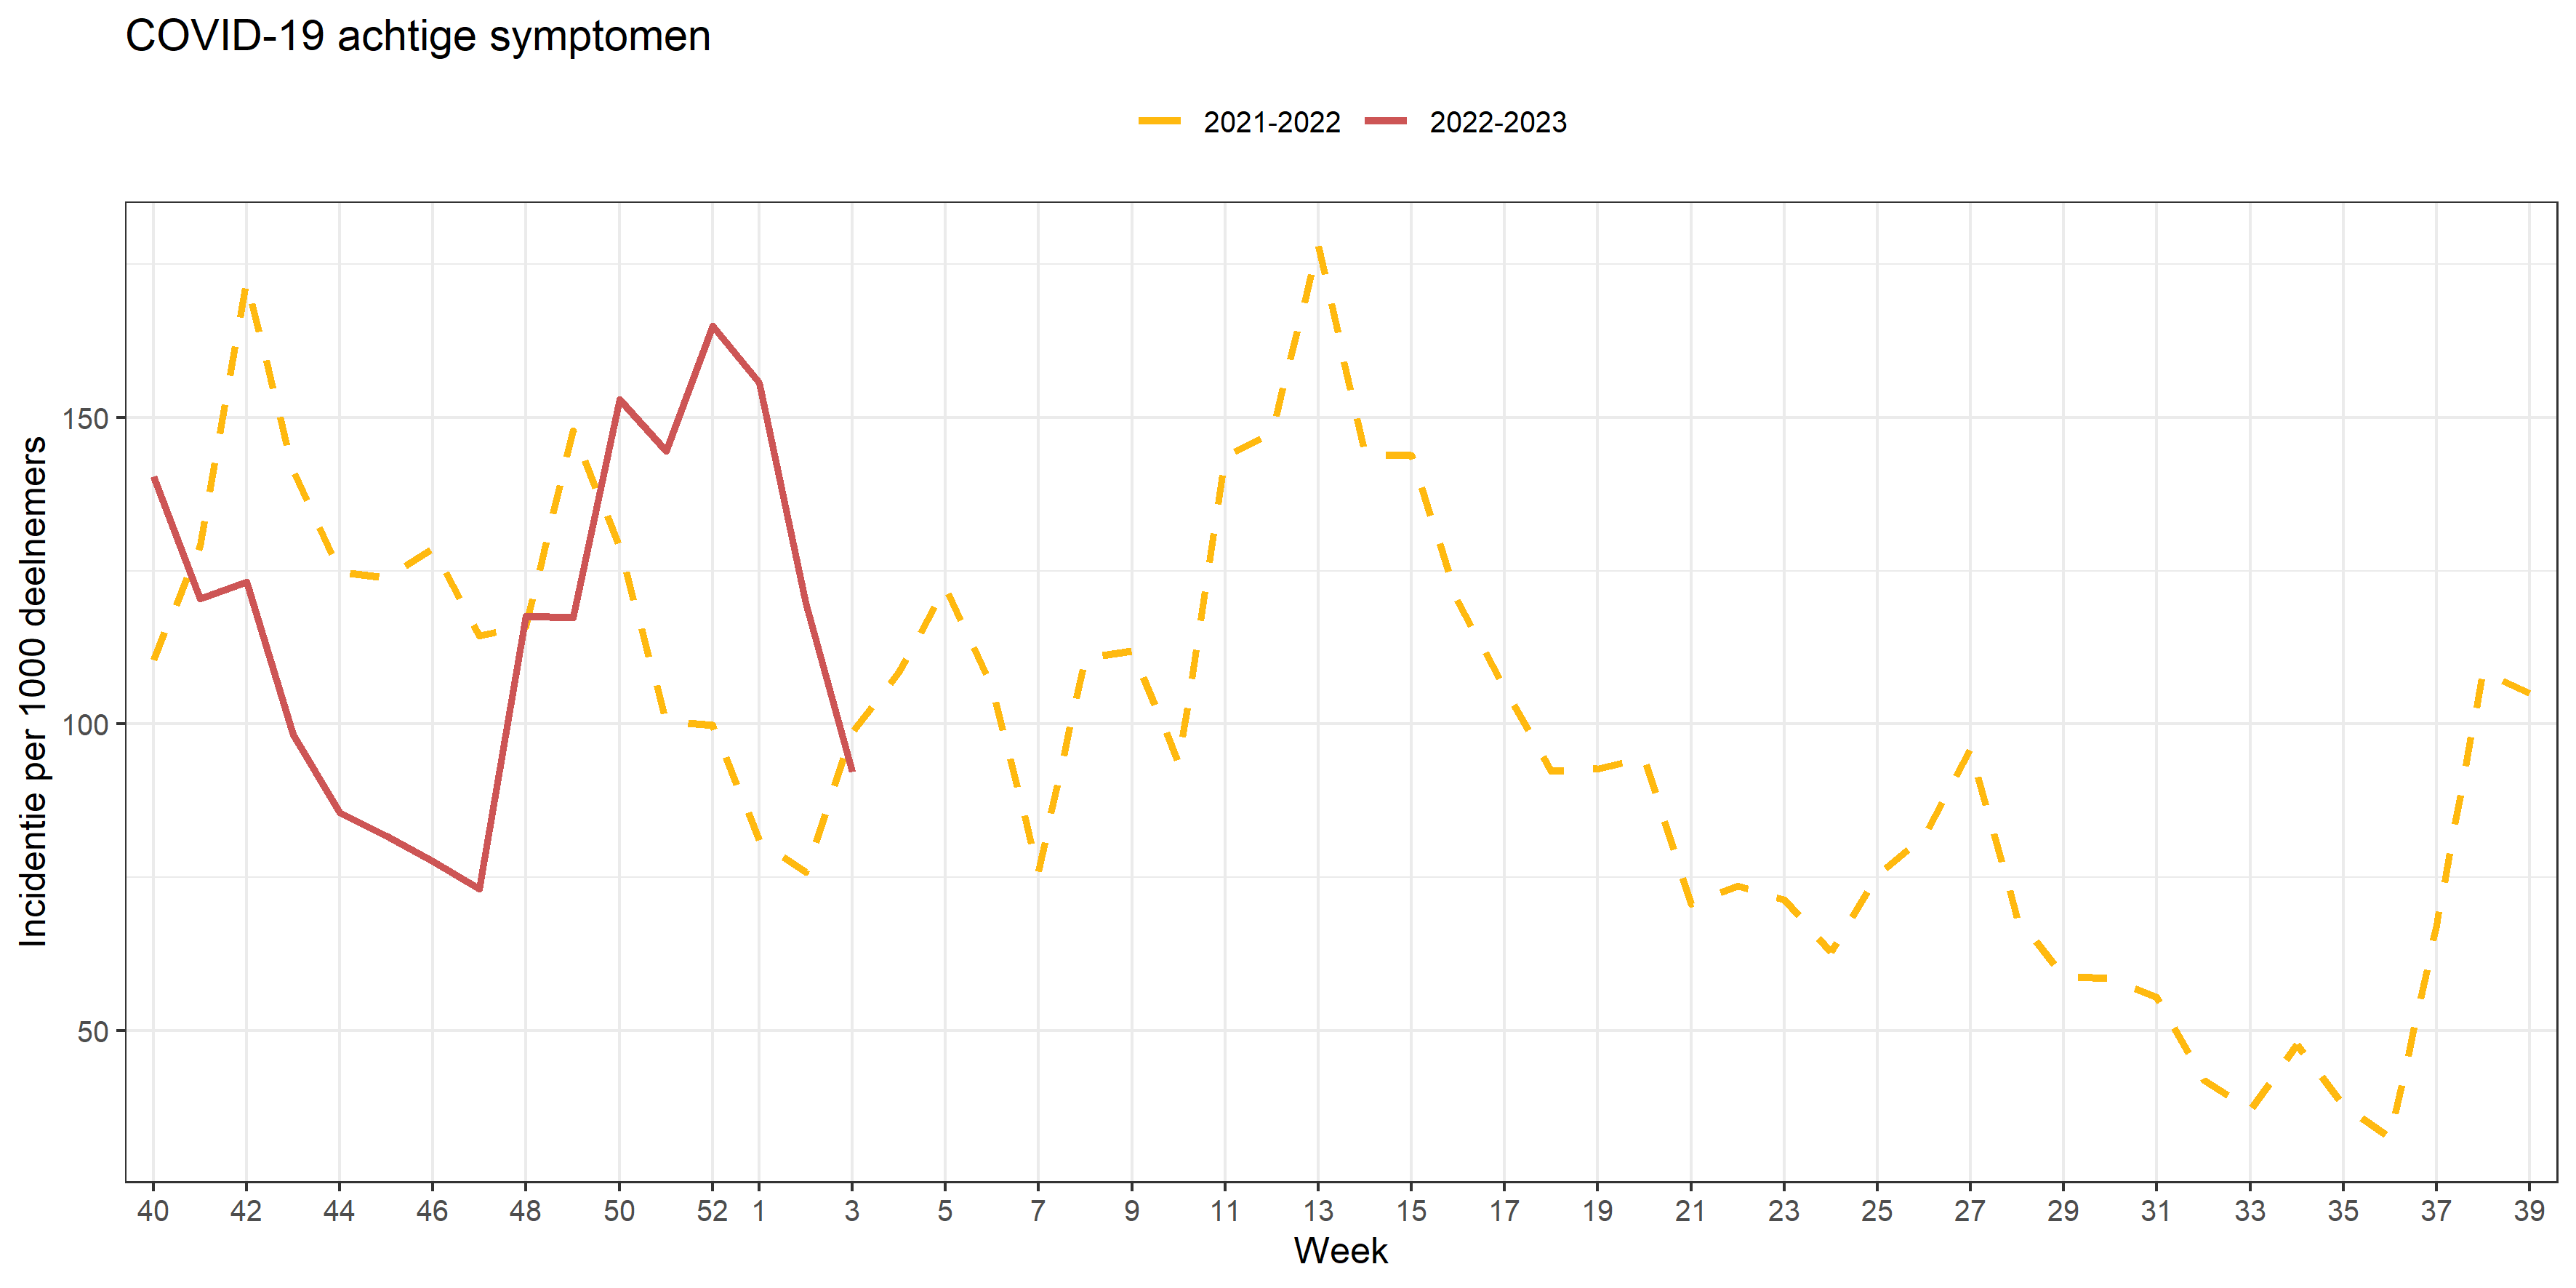 COVID-19 achtige symptomen
2021-2022 2022-2023
Incidentie per 1000 deelnemers
150
100
50
40 42 44 46 48 50 52 1 3 5 7 9 11 13 15 17 19 21 23 25 27 29 31 33 35 37 39
Week